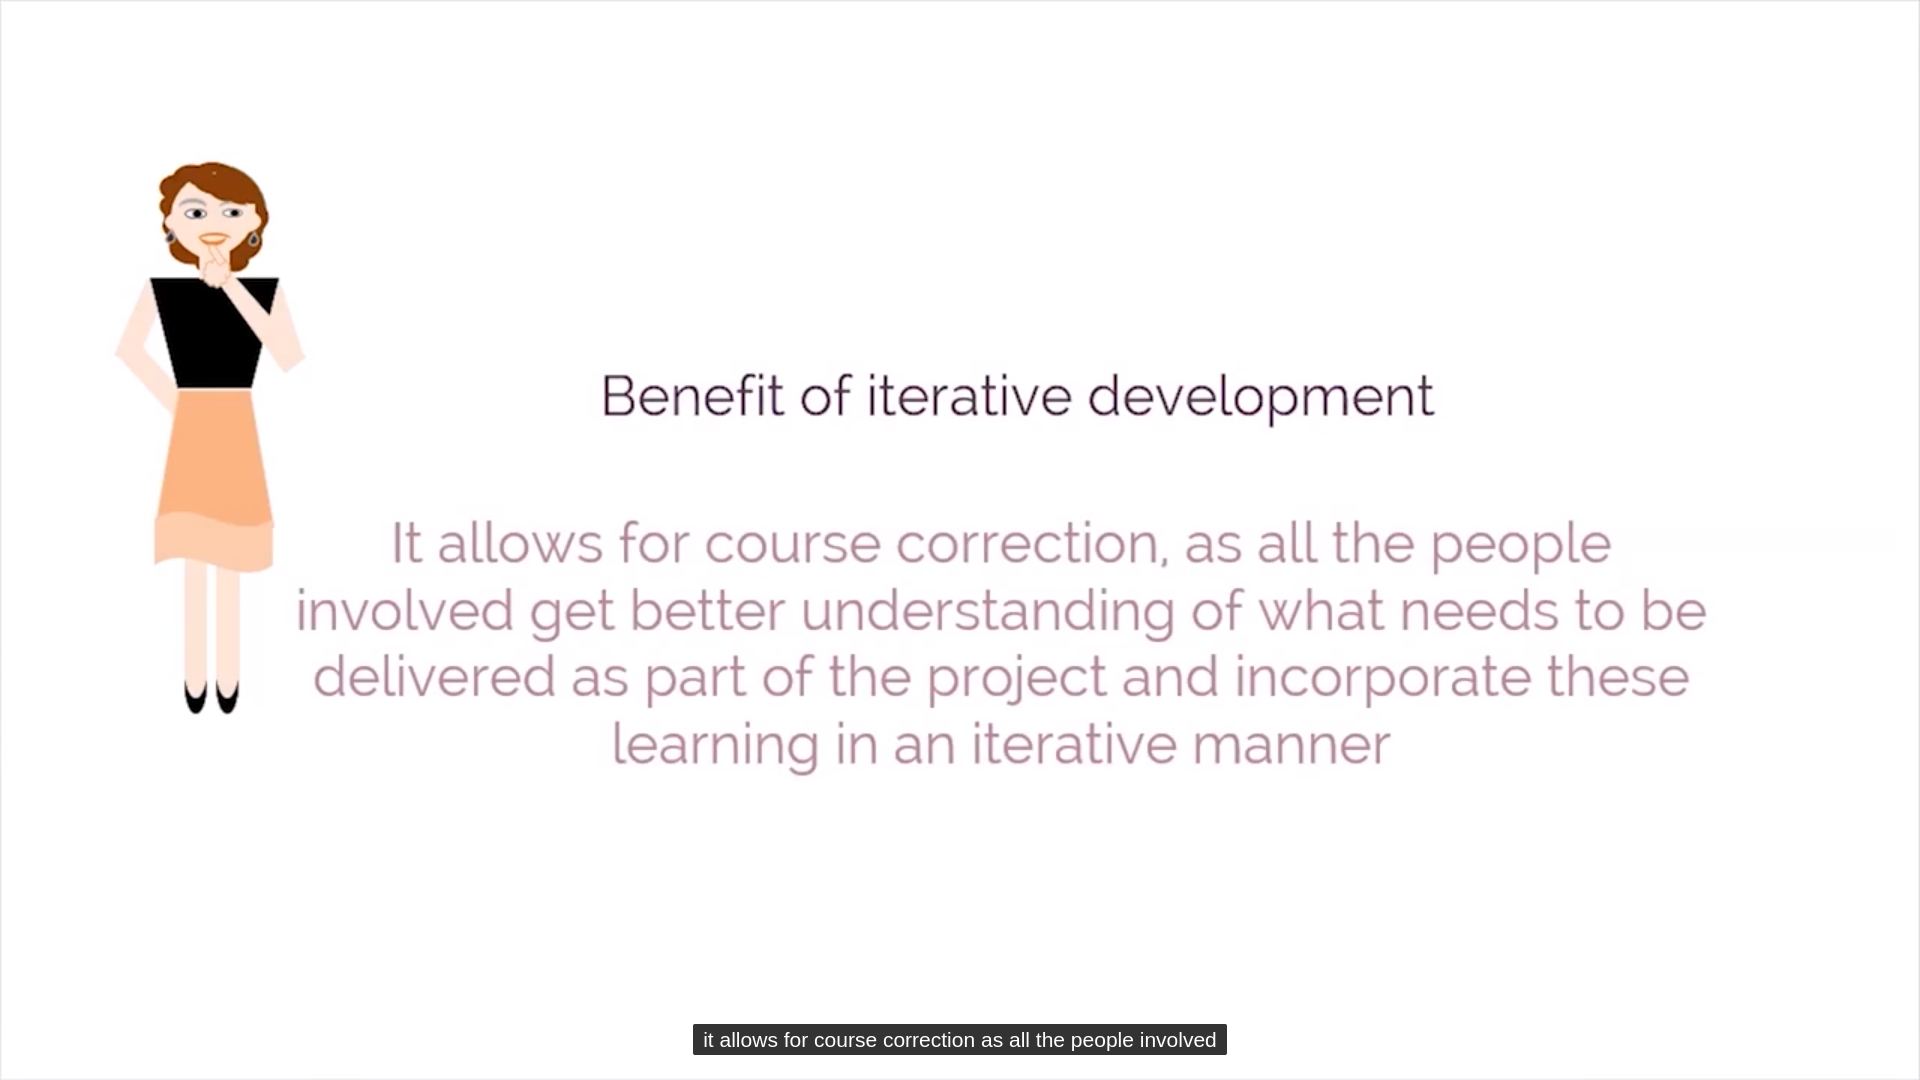 Benefit of iterative development
It allows for course correction, as all the people
involved get better understanding of what needs to be
delivered as part of the project and incorporate these
learning in an iterative manner
it allows for course correction as all the people involved